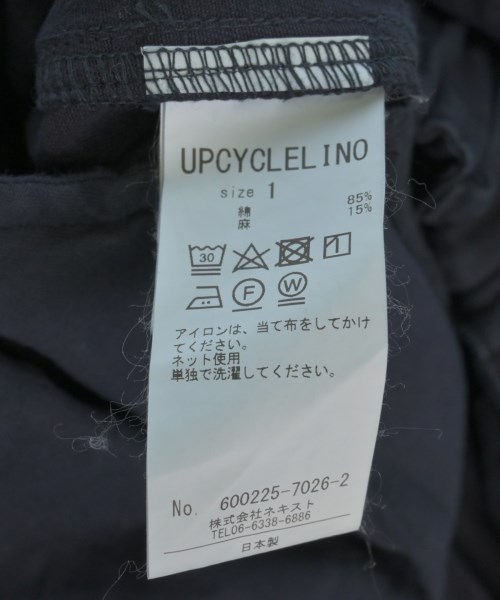 UPCYCLELINO
size 1
綿 85%
麻 15%
30
F W
アイロンは、当て布をしてかけ
てください。
ネット使用
単独で洗濯してください。
No. 600225-7026-2
株式会社ネキスト
TEL06-6338-6886
日本製